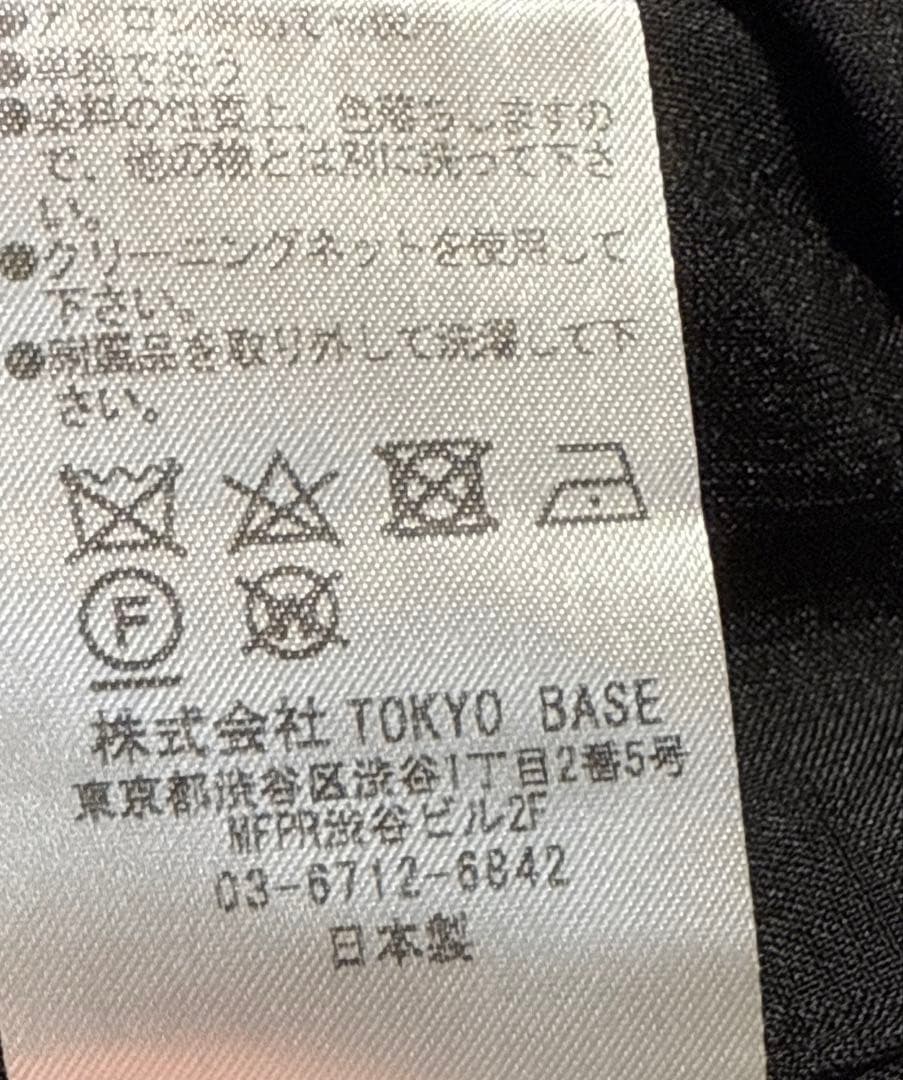 ●単独で洗う
●染料の性質上、色落ちしますの
で、他の物とは別に洗って下さ
い。
●クリーニングネットを使用して
下さい。
●附属品を取り外して洗濯して下
さい。
F W
株式会社 TOKYO BASE
東京都渋谷区渋谷1丁目2番5号
MFPR渋谷ビル2F
03-6712-6842
日本製